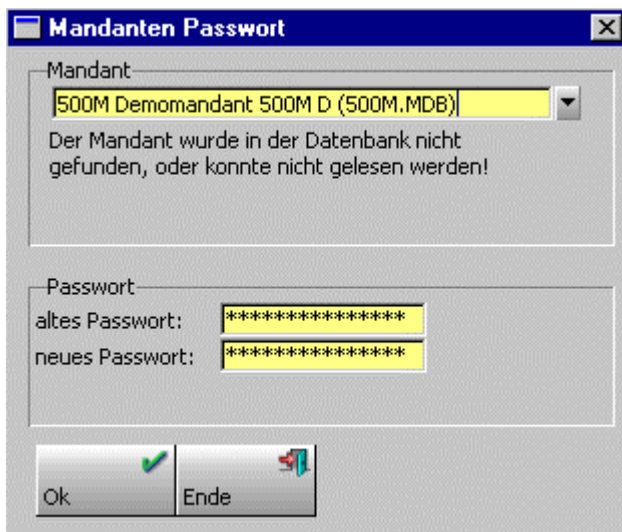 Mandanten Passwort
Mandant
500M Demomandant 500M D (500M.MDB)
Der Mandant wurde in der Datenbank nicht
gefunden, oder konnte nicht gelesen werden!
Passwort
altes Passwort: ***************
neues Passwort: ***************
Ok Ende